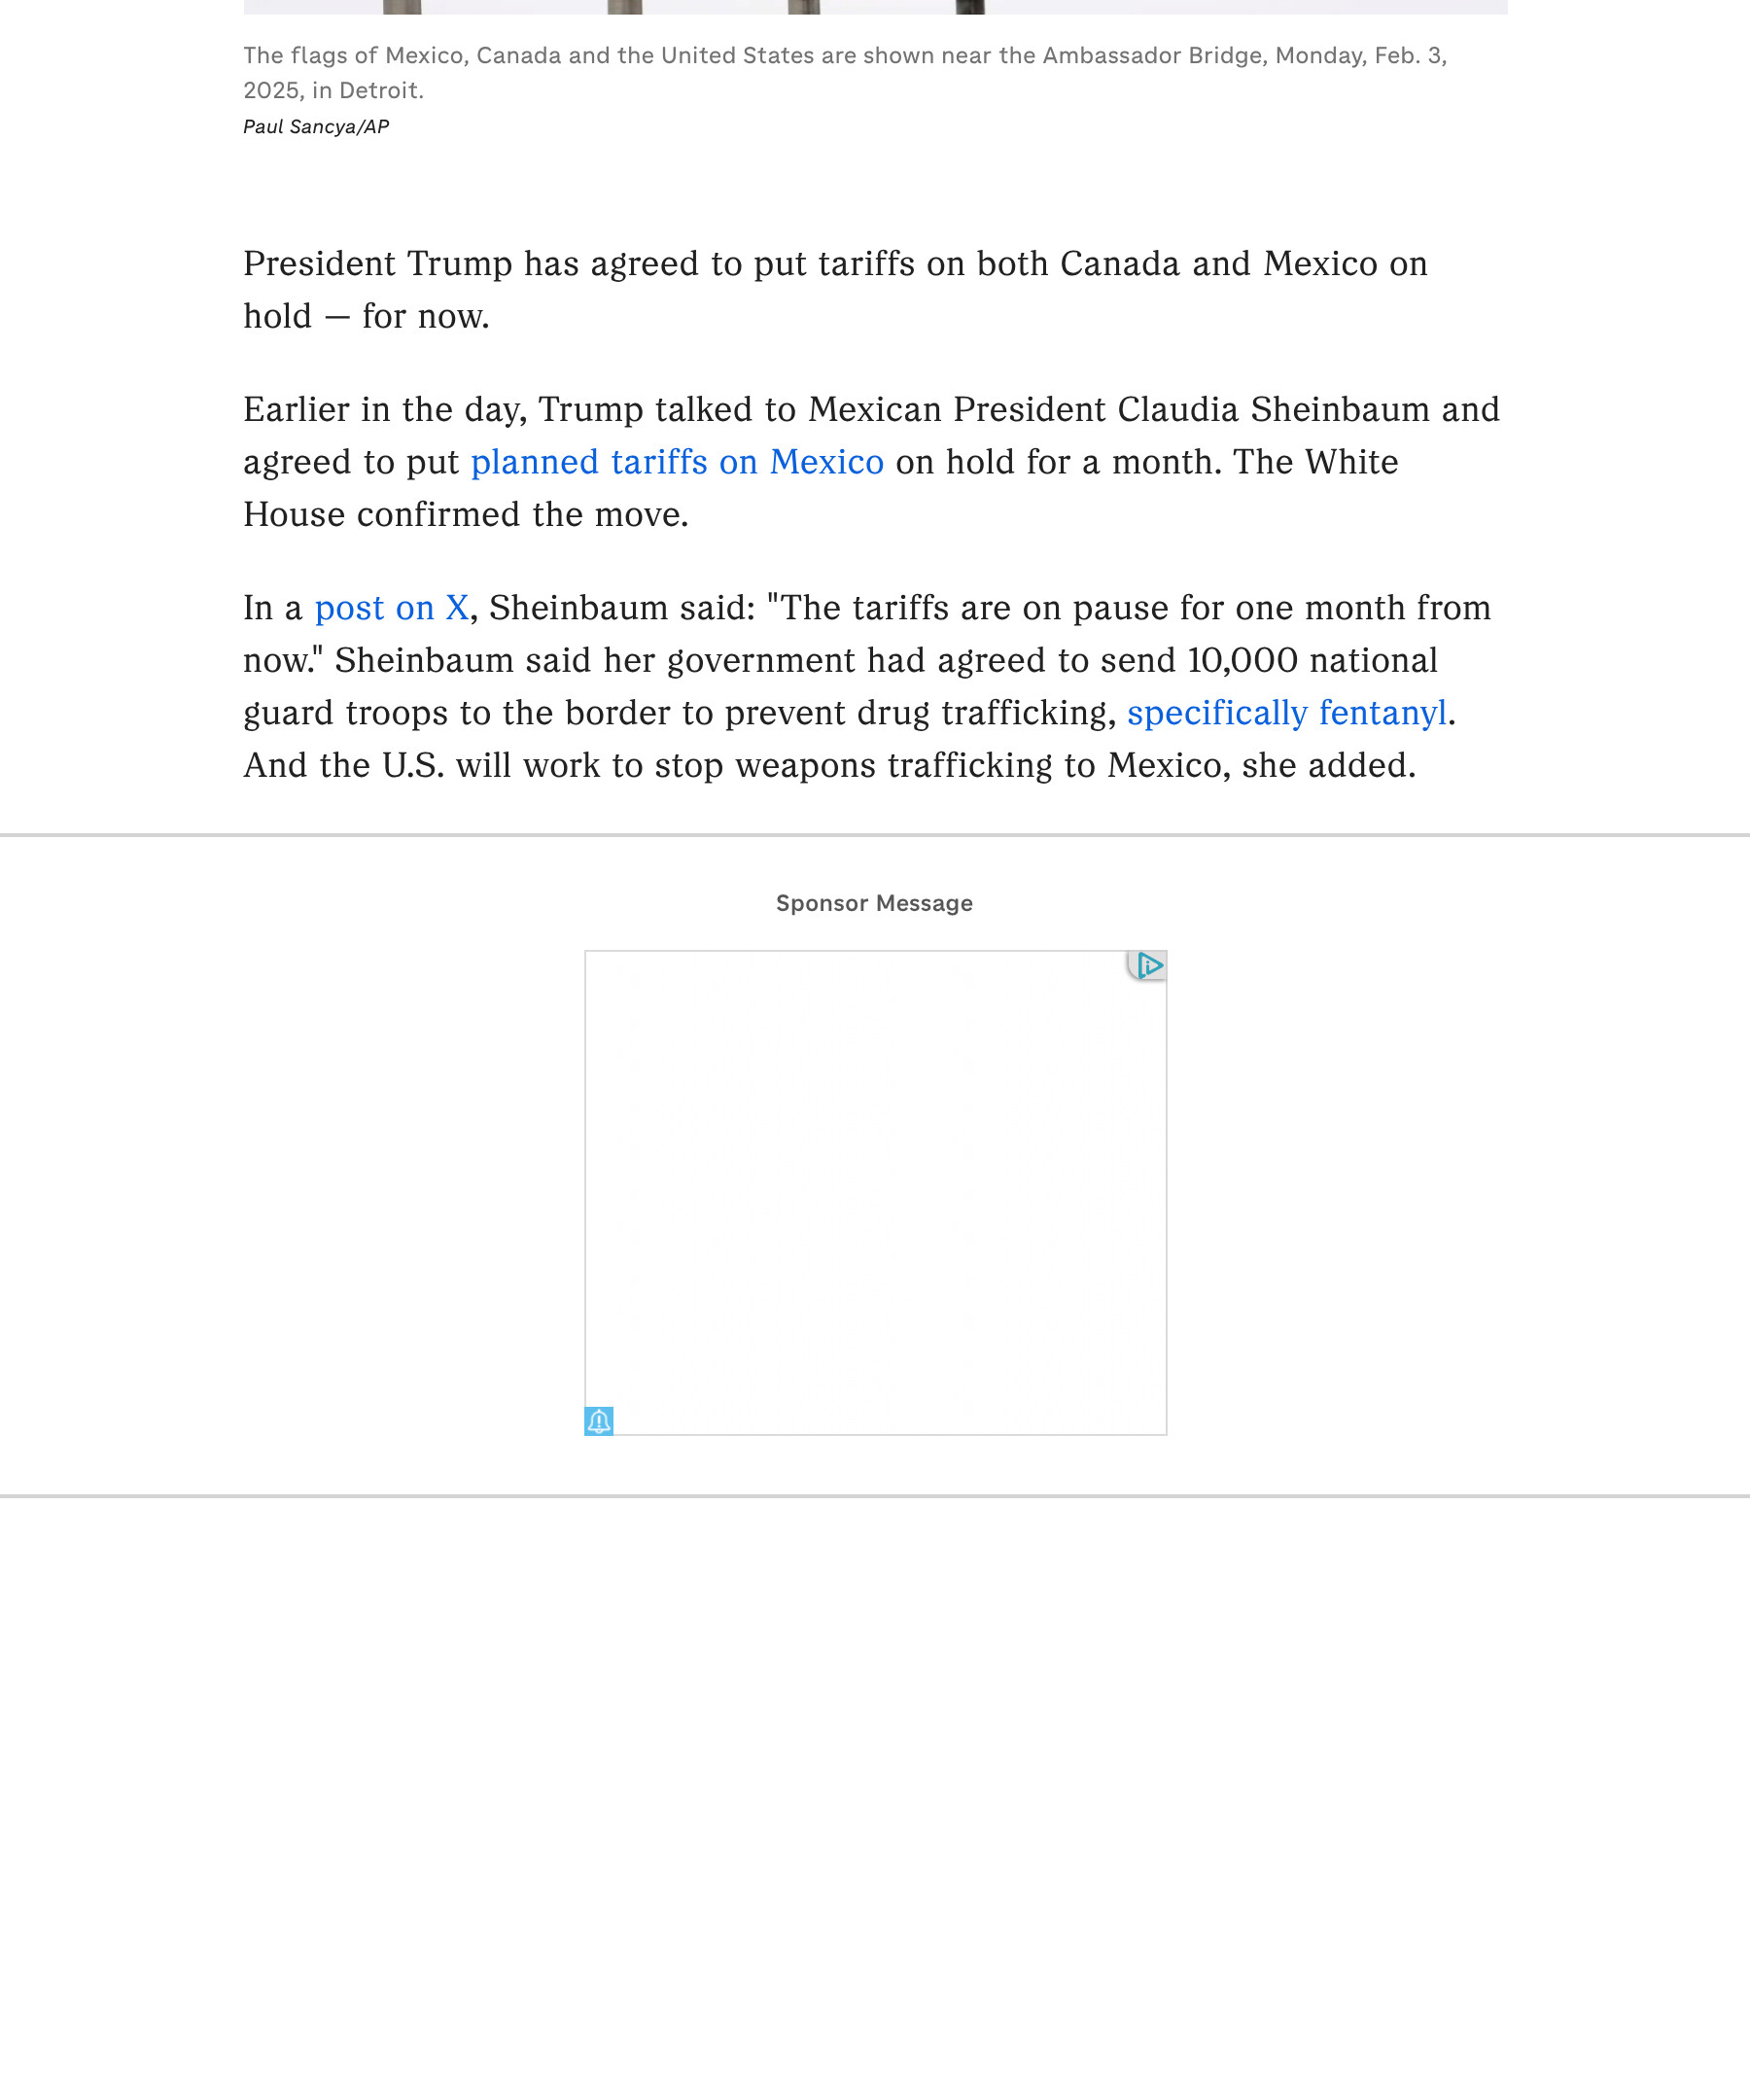 The flags of Mexico, Canada and the United States are shown near the Ambassador Bridge, Monday, Feb. 3,
2025, in Detroit.
Paul Sancya/AP
President Trump has agreed to put tariffs on both Canada and Mexico on
hold — for now.
Earlier in the day, Trump talked to Mexican President Claudia Sheinbaum and
agreed to put planned tariffs on Mexico on hold for a month. The White
House confirmed the move.
In a post on X, Sheinbaum said: "The tariffs are on pause for one month from
now." Sheinbaum said her government had agreed to send 10,000 national
guard troops to the border to prevent drug trafficking, specifically fentanyl.
And the U.S. will work to stop weapons trafficking to Mexico, she added.
Sponsor Message